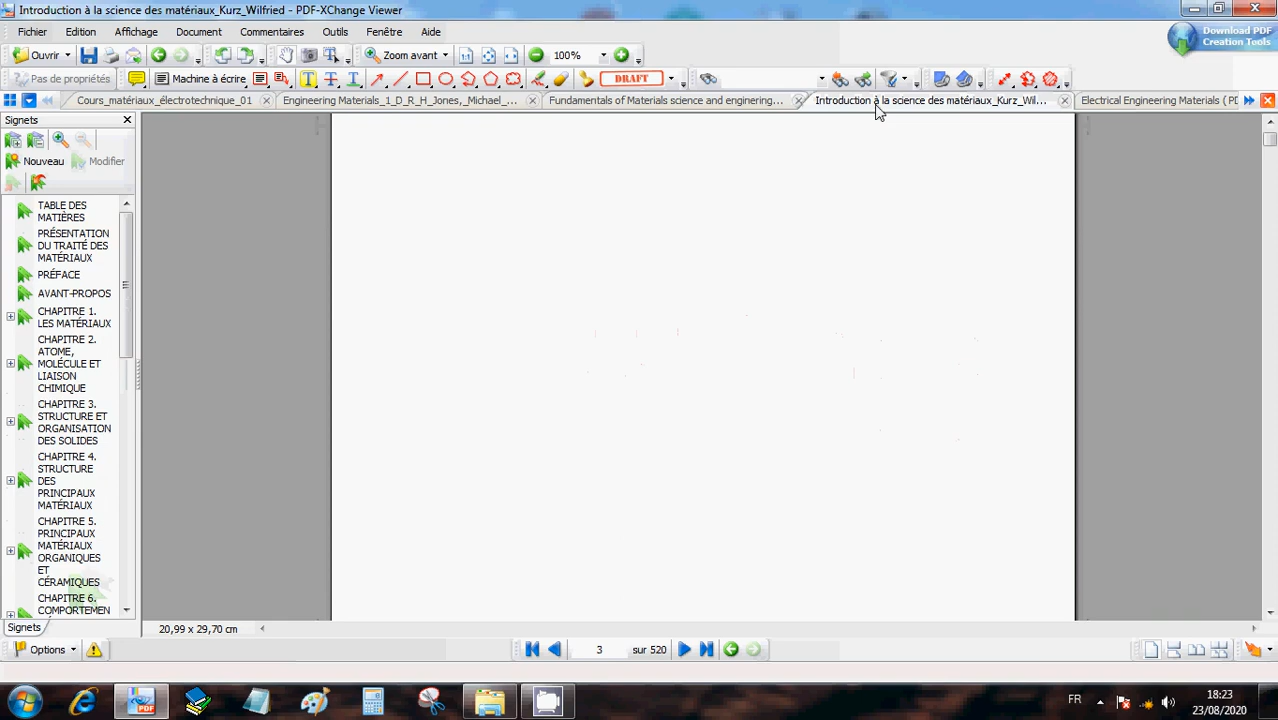 Introduction à la science des matériaux_Kurz_Wilfried - PDF-XChange Viewer
Fichier Edition Affichage Document Commentaires Outils Fenêtre Aide
Download PDF
Creation Tools
Ouvrir Zoom avant 100%
Pas de propriétés Machine à écrire DRAFT
Cours_matériaux_électrotechnique_01 Engineering Materials_1_D_R_H_Jones,_Michael_... Fundamentals of Materials science and enginering... Introduction à la science des matériaux_Kurz_Wil... Electrical Engineering Materials ( PD
Signets
Nouveau Modifier
TABLE DES
MATIÈRES
PRÉSENTATION
DU TRAITÉ DES
MATÉRIAUX
PRÉFACE
AVANT-PROPOS
CHAPITRE 1.
LES MATÉRIAUX
CHAPITRE 2.
ATOME,
MOLÉCULE ET
LIAISON
CHIMIQUE
CHAPITRE 3.
STRUCTURE ET
ORGANISATION
DES SOLIDES
CHAPITRE 4.
STRUCTURE
DES
PRINCIPAUX
MATÉRIAUX
CHAPITRE 5.
PRINCIPAUX
MATÉRIAUX
ORGANIQUES
ET
CÉRAMIQUES
CHAPITRE 6.
COMPORTEMEN
Signets
20,99 x 29,70 cm
Options 3 sur 520
PDF
FR
18:23
23/08/2020